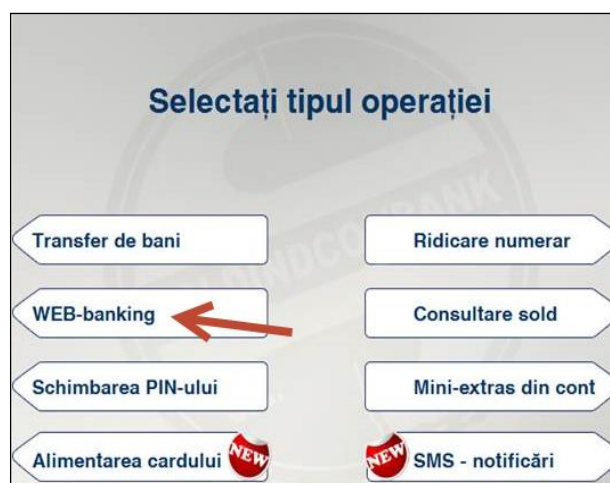 Selectați tipul operației
Transfer de bani
Ridicare numerar
WEB-banking
Consultare sold
Schimbarea PIN-ului
Mini-extras din cont
Alimentarea cardului
NEW
NEW
SMS - notificări